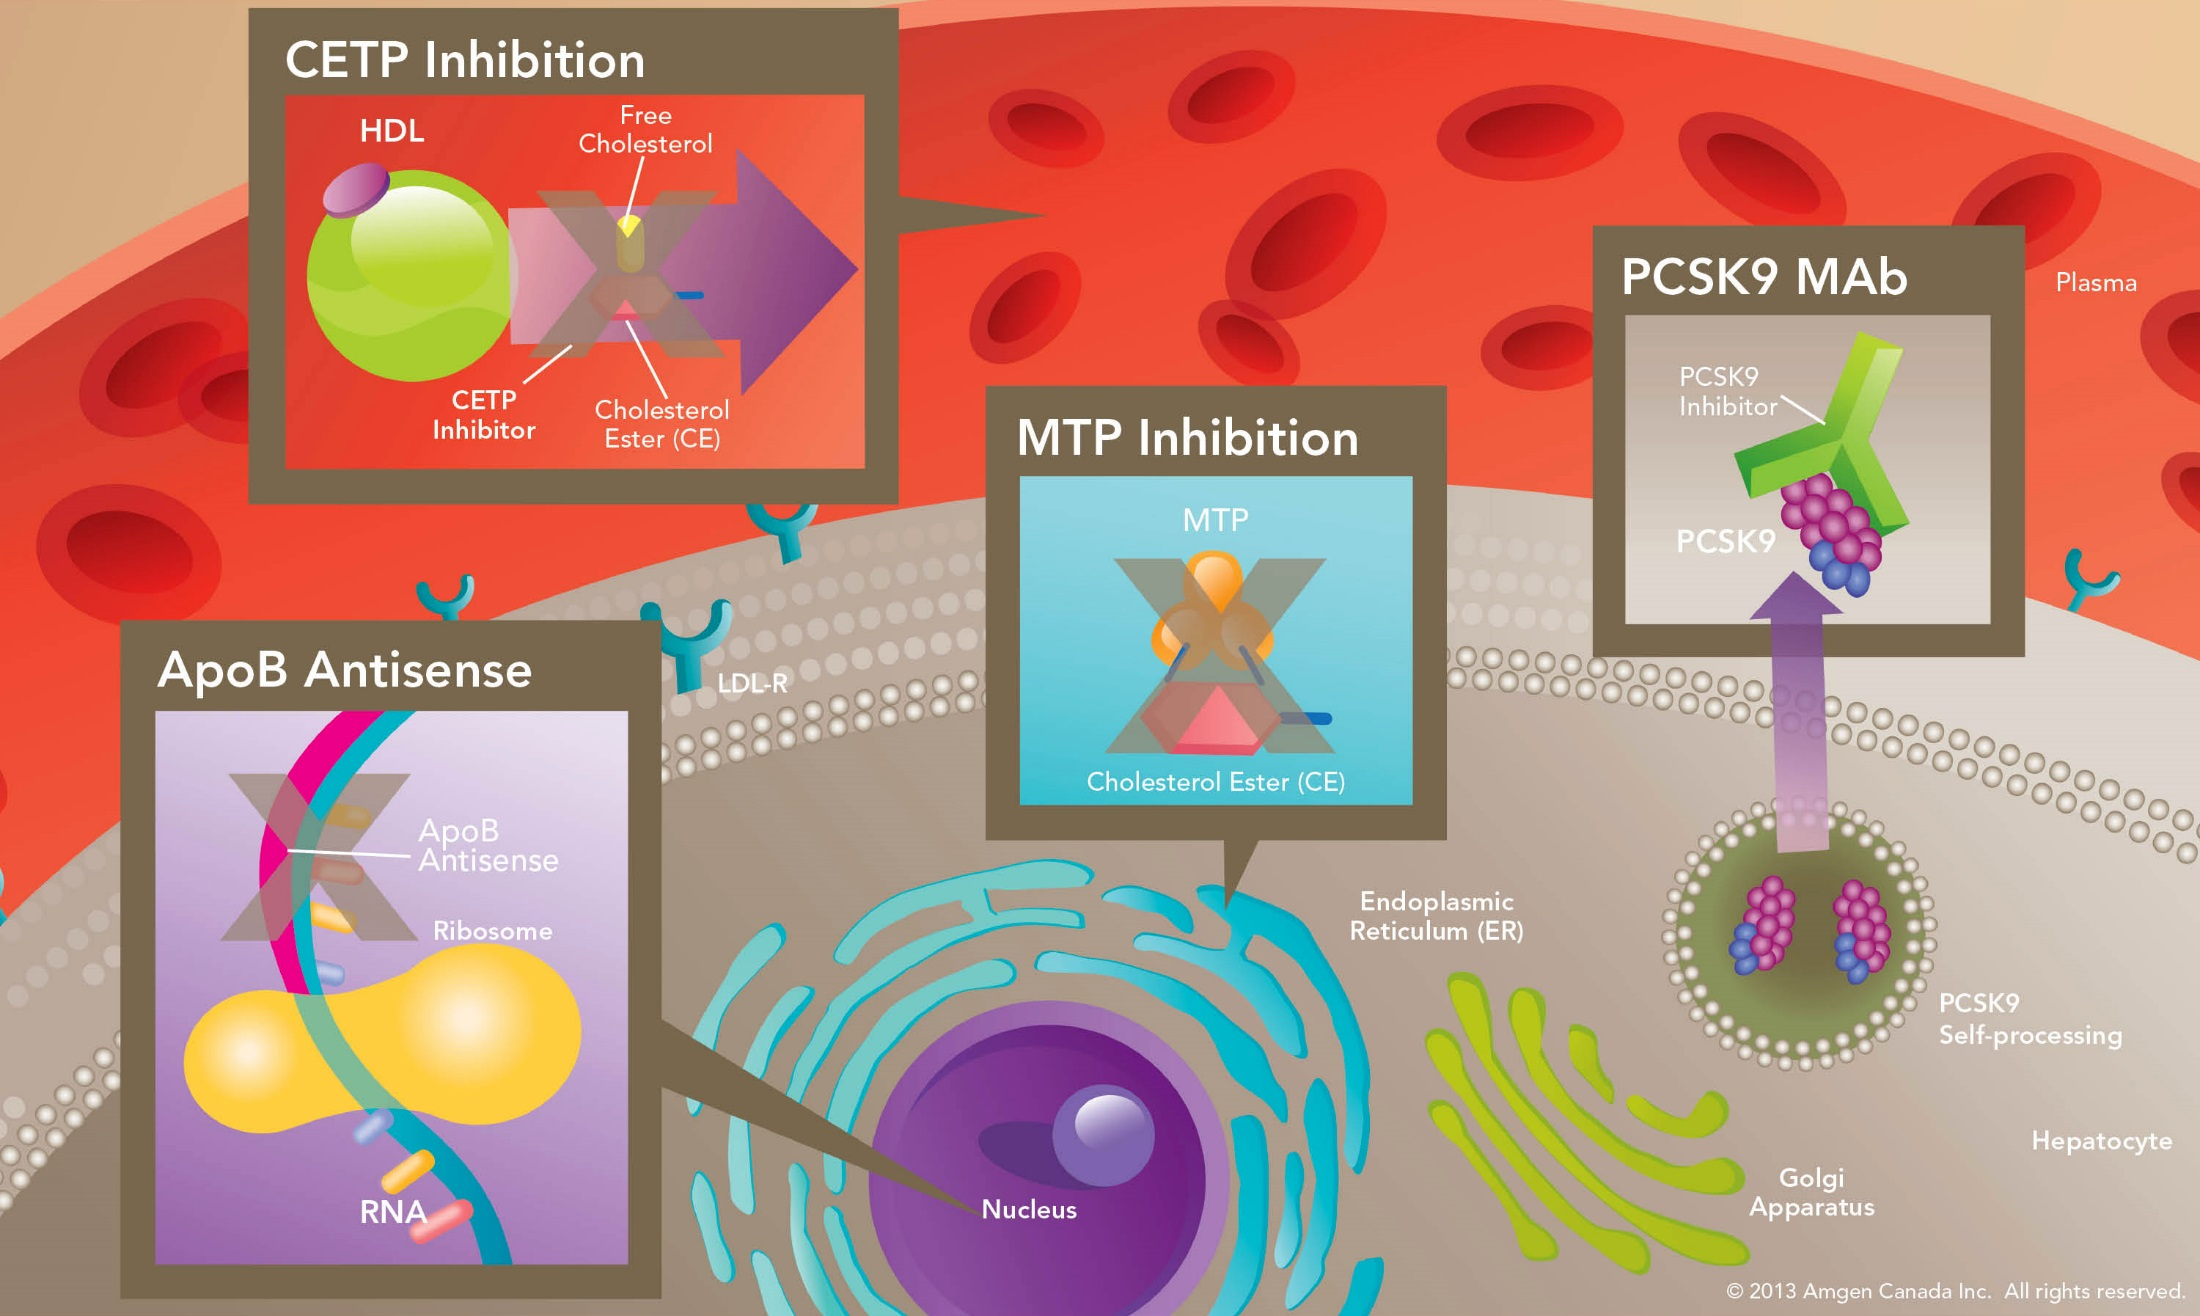 CETP Inhibition
HDL
Free
Cholesterol
CETP
Inhibitor
Cholesterol
Ester (CE)
PCSK9 MAb
PCSK9
Inhibitor
PCSK9
Plasma
MTP Inhibition
MTP
Cholesterol Ester (CE)
LDL-R
ApoB Antisense
ApoB
Antisense
Ribosome
RNA
Endoplasmic
Reticulum (ER)
PCSK9
Self-processing
Hepatocyte
Golgi
Apparatus
Nucleus
© 2013 Amgen Canada Inc. All rights reserved.